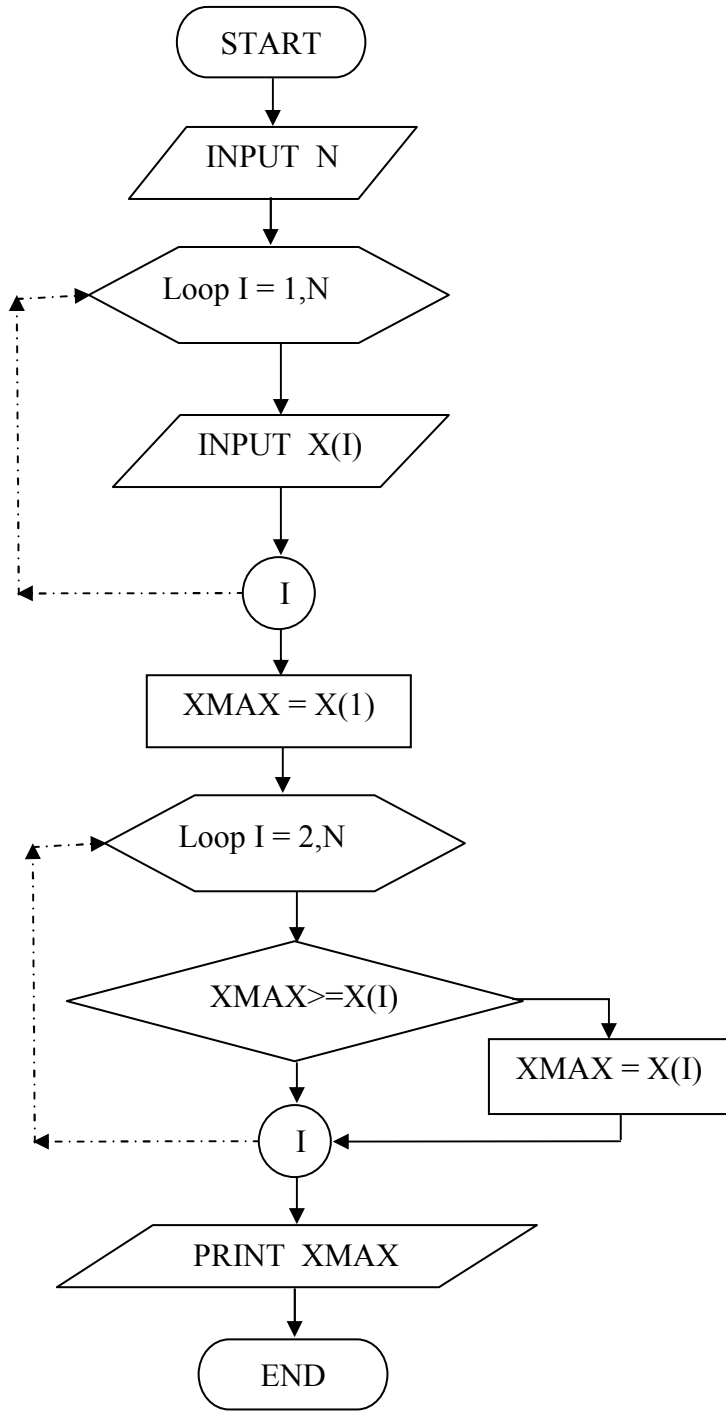 START
INPUT N
Loop I = 1,N
INPUT X(I)
I
XMAX = X(1)
Loop I = 2,N
XMAX>=X(I)
XMAX = X(I)
I
PRINT XMAX
END